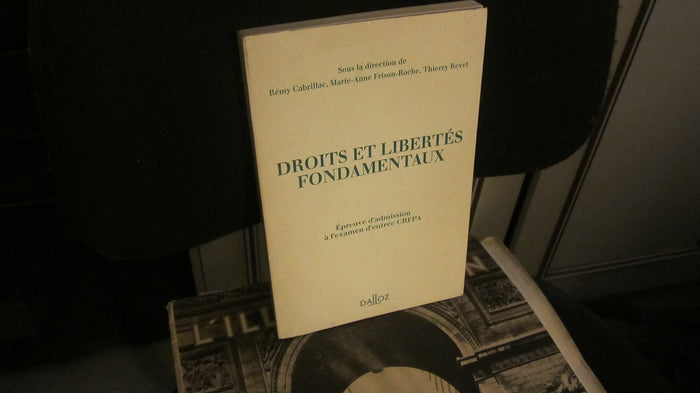 Sous la direction de
Rémy Cabrillac, Marie-Anne Frison-Roche, Thierry Revet
DROITS ET LIBERTÉS
FONDAMENTAUX
Épreuve d'admission
à l'examen d'entrée CRFPA
DALLOZ